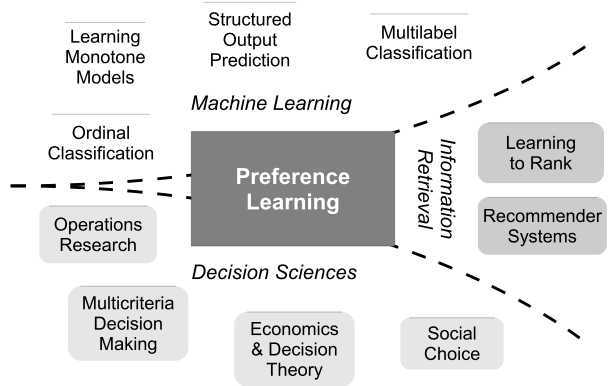 Learning
Monotone
Models
Structured
Output
Prediction
Multilabel
Classification
Machine Learning
Ordinal
Classification
Preference
Learning
Information
Retrieval
Learning
to Rank
Recommender
Systems
Operations
Research
Decision Sciences
Multicriteria
Decision
Making
Economics
& Decision
Theory
Social
Choice